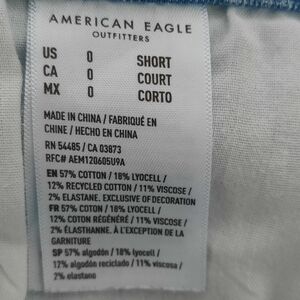 AMERICAN EAGLE
OUTFITTERS
US 0 SHORT
CA 0 COURT
MX 0 CORTO
MADE IN CHINA / FABRIQUÉ EN
CHINE / HECHO EN CHINA
RN 54485 / CA 03873
RFC# AEM120605U9A
EN 57% COTTON / 18% LYOCELL /
12% RECYCLED COTTON / 11% VISCOSE /
2% ELASTANE. EXCLUSIVE OF DECORATION
FR 57% COTON / 18% LYOCELL /
12% COTON RÉGÉNÉRÉ / 11% VISCOSE /
2% ÉLASTHANNE. À L'EXCEPTION DE LA
GARNITURE
SP 57% algodón / 18% lyocell /
12% algodón reciclado / 11% viscosa /
2% elastano